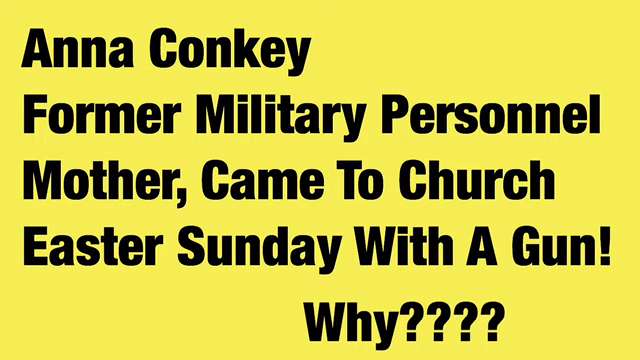 Anna Conkey
Former Military Personnel
Mother, Came To Church
Easter Sunday With A Gun!
Why????